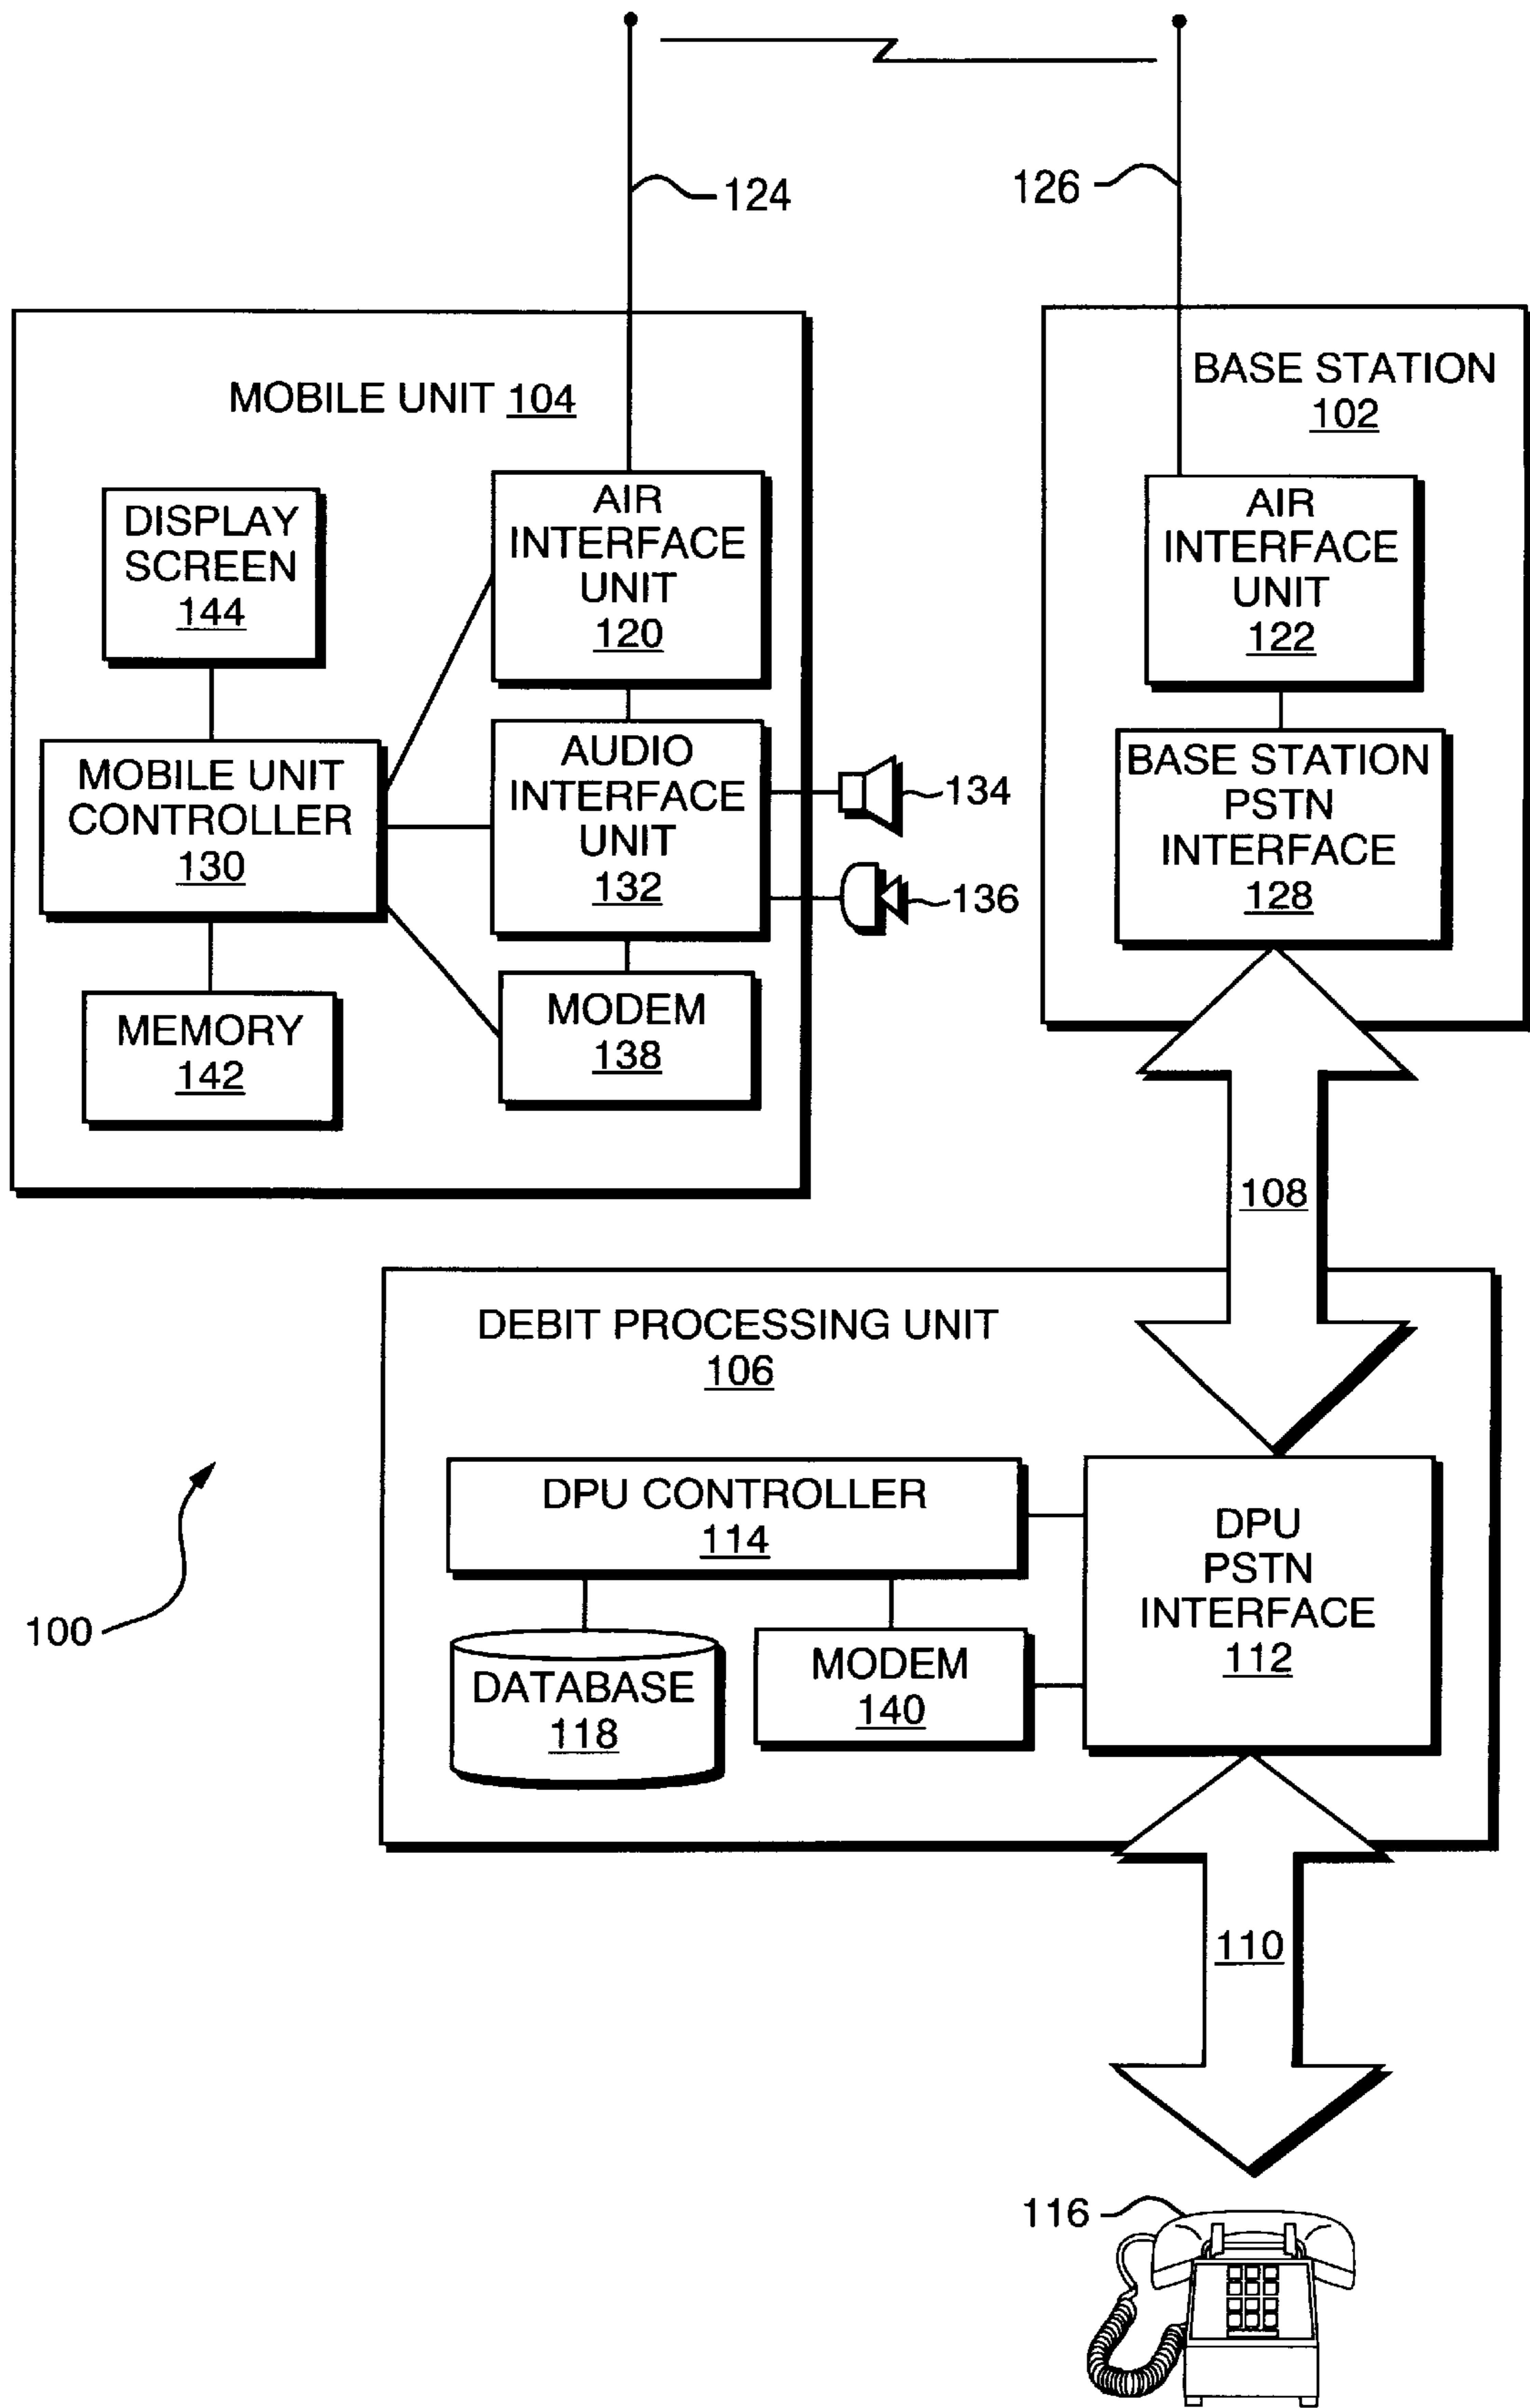 124
126
MOBILE UNIT 104
DISPLAY
SCREEN
144
AIR
INTERFACE
UNIT
120
MOBILE UNIT
CONTROLLER
130
AUDIO
INTERFACE
UNIT
132
134
136
MEMORY
142
MODEM
138
BASE STATION
102
AIR
INTERFACE
UNIT
122
BASE STATION
PSTN
INTERFACE
128
108
DEBIT PROCESSING UNIT
106
DPU CONTROLLER
114
DPU
PSTN
INTERFACE
112
DATABASE
118
MODEM
140
100
110
116